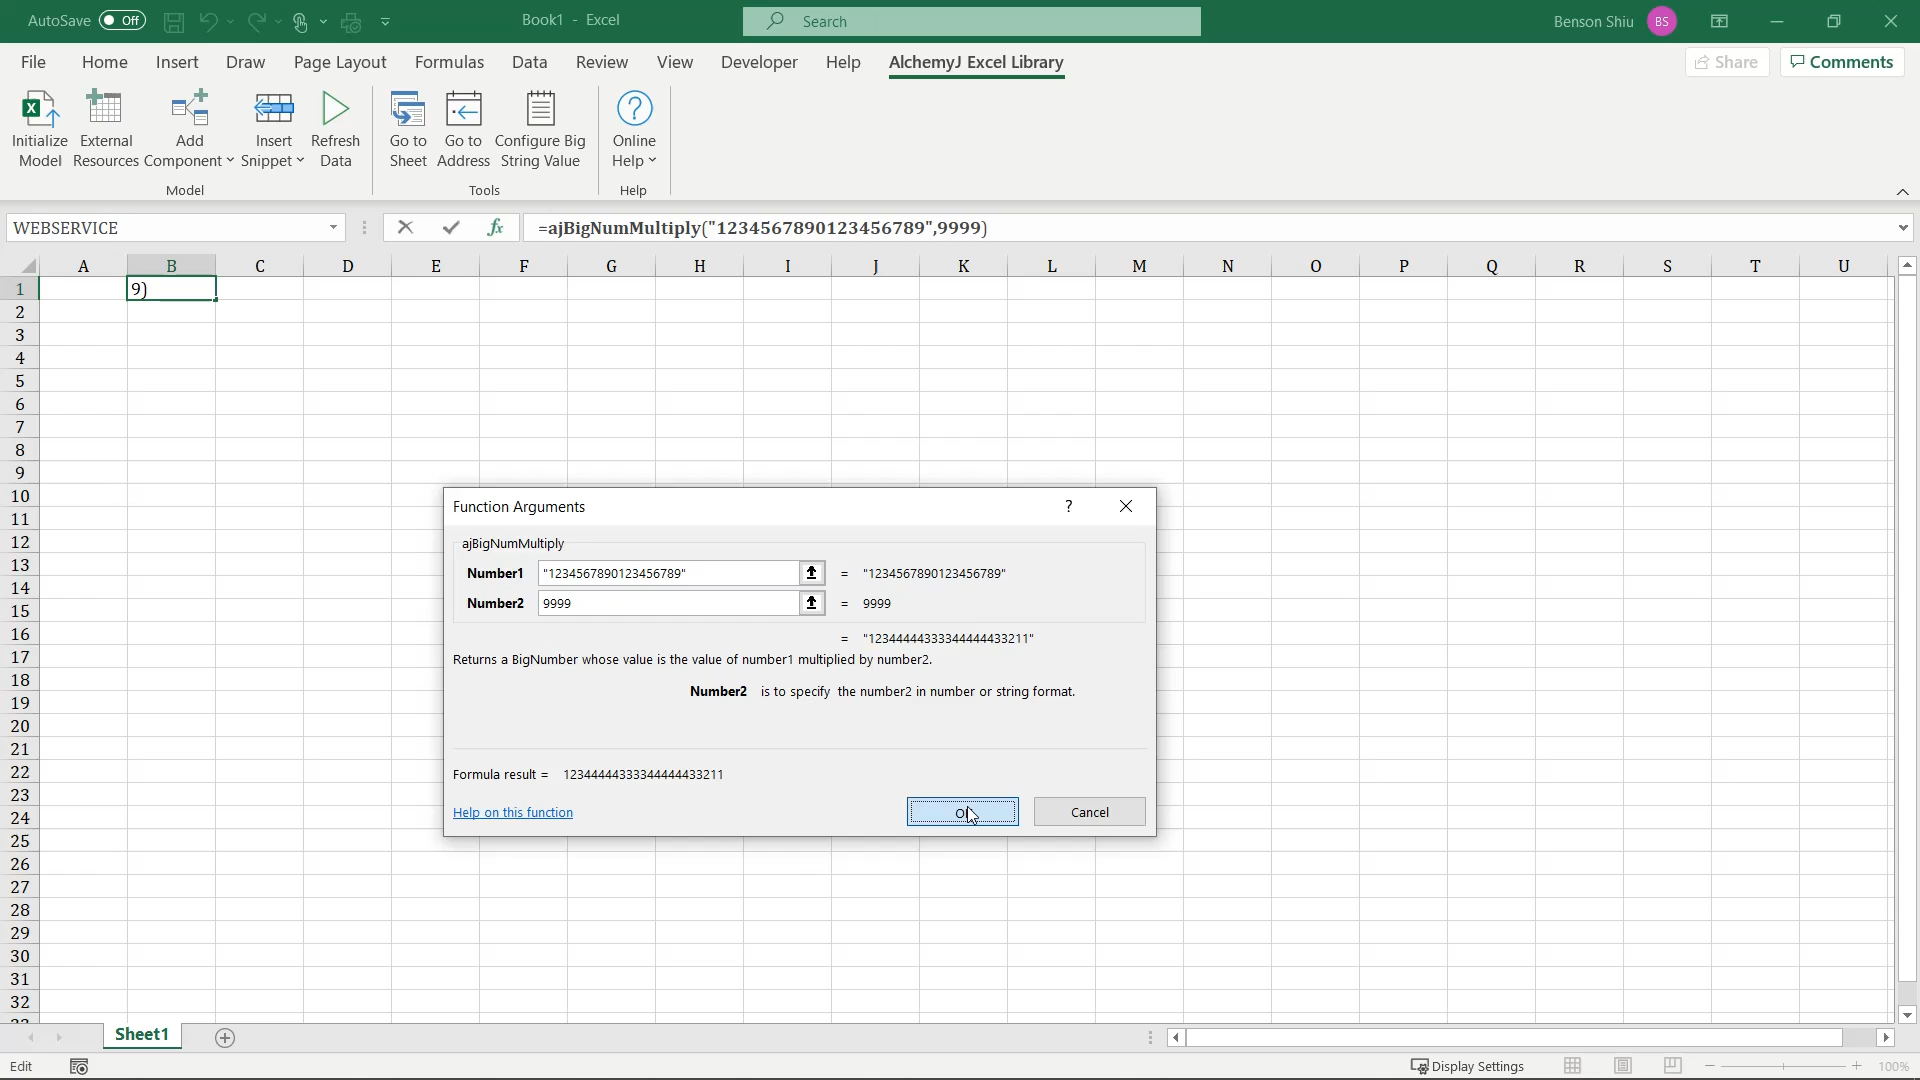 AutoSave Off
Book1 - Excel
Search
Benson Shiu BS
File Home Insert Draw Page Layout Formulas Data Review View Developer Help AlchemyJ Excel Library Share Comments
Initialize Model
External Resources
Add Component
Insert Snippet
Refresh Data
Go to Sheet
Go to Address
Configure Big String Value
Online Help
Model Tools Help
WEBSERVICE fx =ajBigNumMultiply("1234567890123456789",9999)
A B C D E F G H I J K L M N O P Q R S T U
1 9)
2
3
4
5
6
7
8
9
10
11
12
13
14
15
16
17
18
19
20
21
22
23
24
25
26
27
28
29
30
31
32
Function Arguments ?
ajBigNumMultiply
Number1 "1234567890123456789" = "1234567890123456789"
Number2 9999 = 9999
= "12344444333344444433211"
Returns a BigNumber whose value is the value of number1 multiplied by number2.
Number2 is to specify the number2 in number or string format.
Formula result = 12344444333344444433211
Help on this function
Cancel
Sheet1
Edit
Display Settings
100%